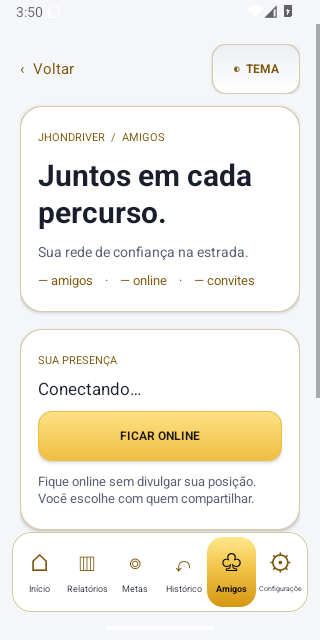 3:50
‹ Voltar
TEMA
JHONDRIVER / AMIGOS
Juntos em cada
percurso.
Sua rede de confiança na estrada.
— amigos · — online · — convites
SUA PRESENÇA
Conectando…
FICAR ONLINE
Fique online sem divulgar sua posição.
Você escolhe com quem compartilhar.
Início
Relatórios
Metas
Histórico
Amigos
Configuraçõe